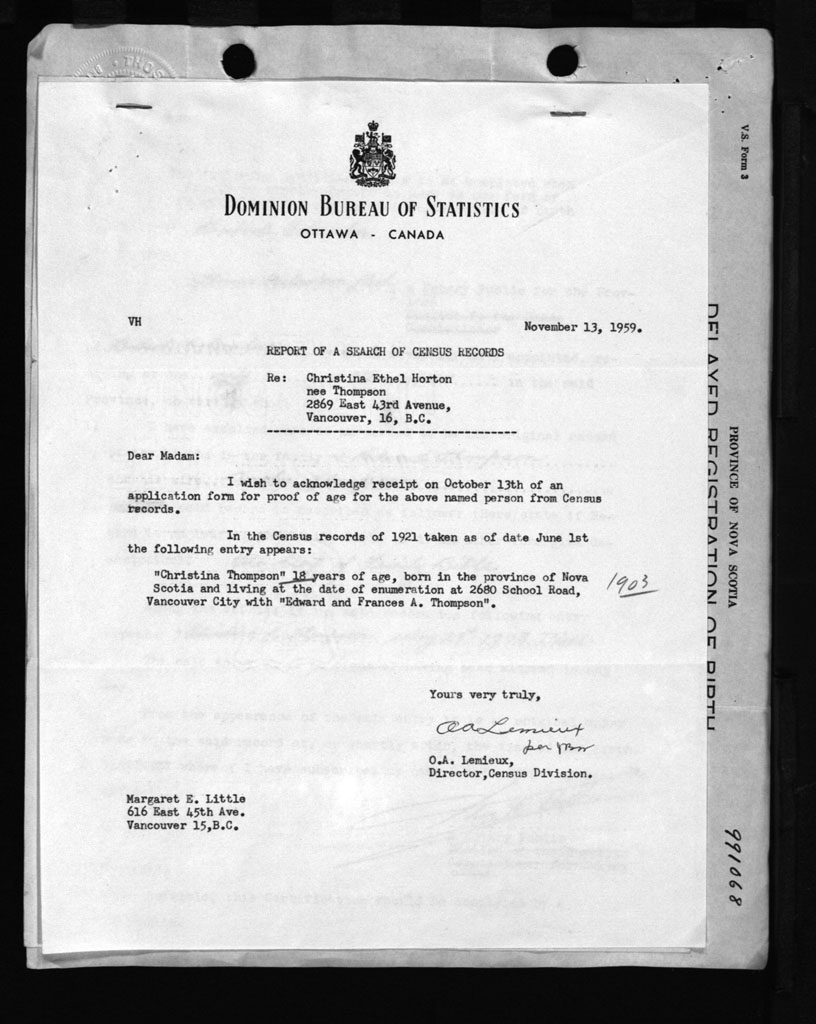 V.S. Form 3
DOMINION BUREAU OF STATISTICS
OTTAWA - CANADA
VH
November 13, 1959.
REPORT OF A SEARCH OF CENSUS RECORDS
Re: Christina Ethel Horton
nee Thompson
2869 East 43rd Avenue,
Vancouver, 16, B.C.
Dear Madam:
I wish to acknowledge receipt on October 13th of an
application form for proof of age for the above named person from Census
records.
In the Census records of 1921 taken as of date June 1st
the following entry appears:
"Christina Thompson" 18 years of age, born in the province of Nova
Scotia and living at the date of enumeration at 2680 School Road,
Vancouver City with "Edward and Frances A. Thompson".
1903
Yours very truly,
OA Lemieux
per
O.A. Lemieux,
Director,Census Division.
Margaret E. Little
616 East 45th Ave.
Vancouver 15,B.C.
PROVINCE OF NOVA SCOTIA
DELAYED REGISTRATION OF BIRTH
991068